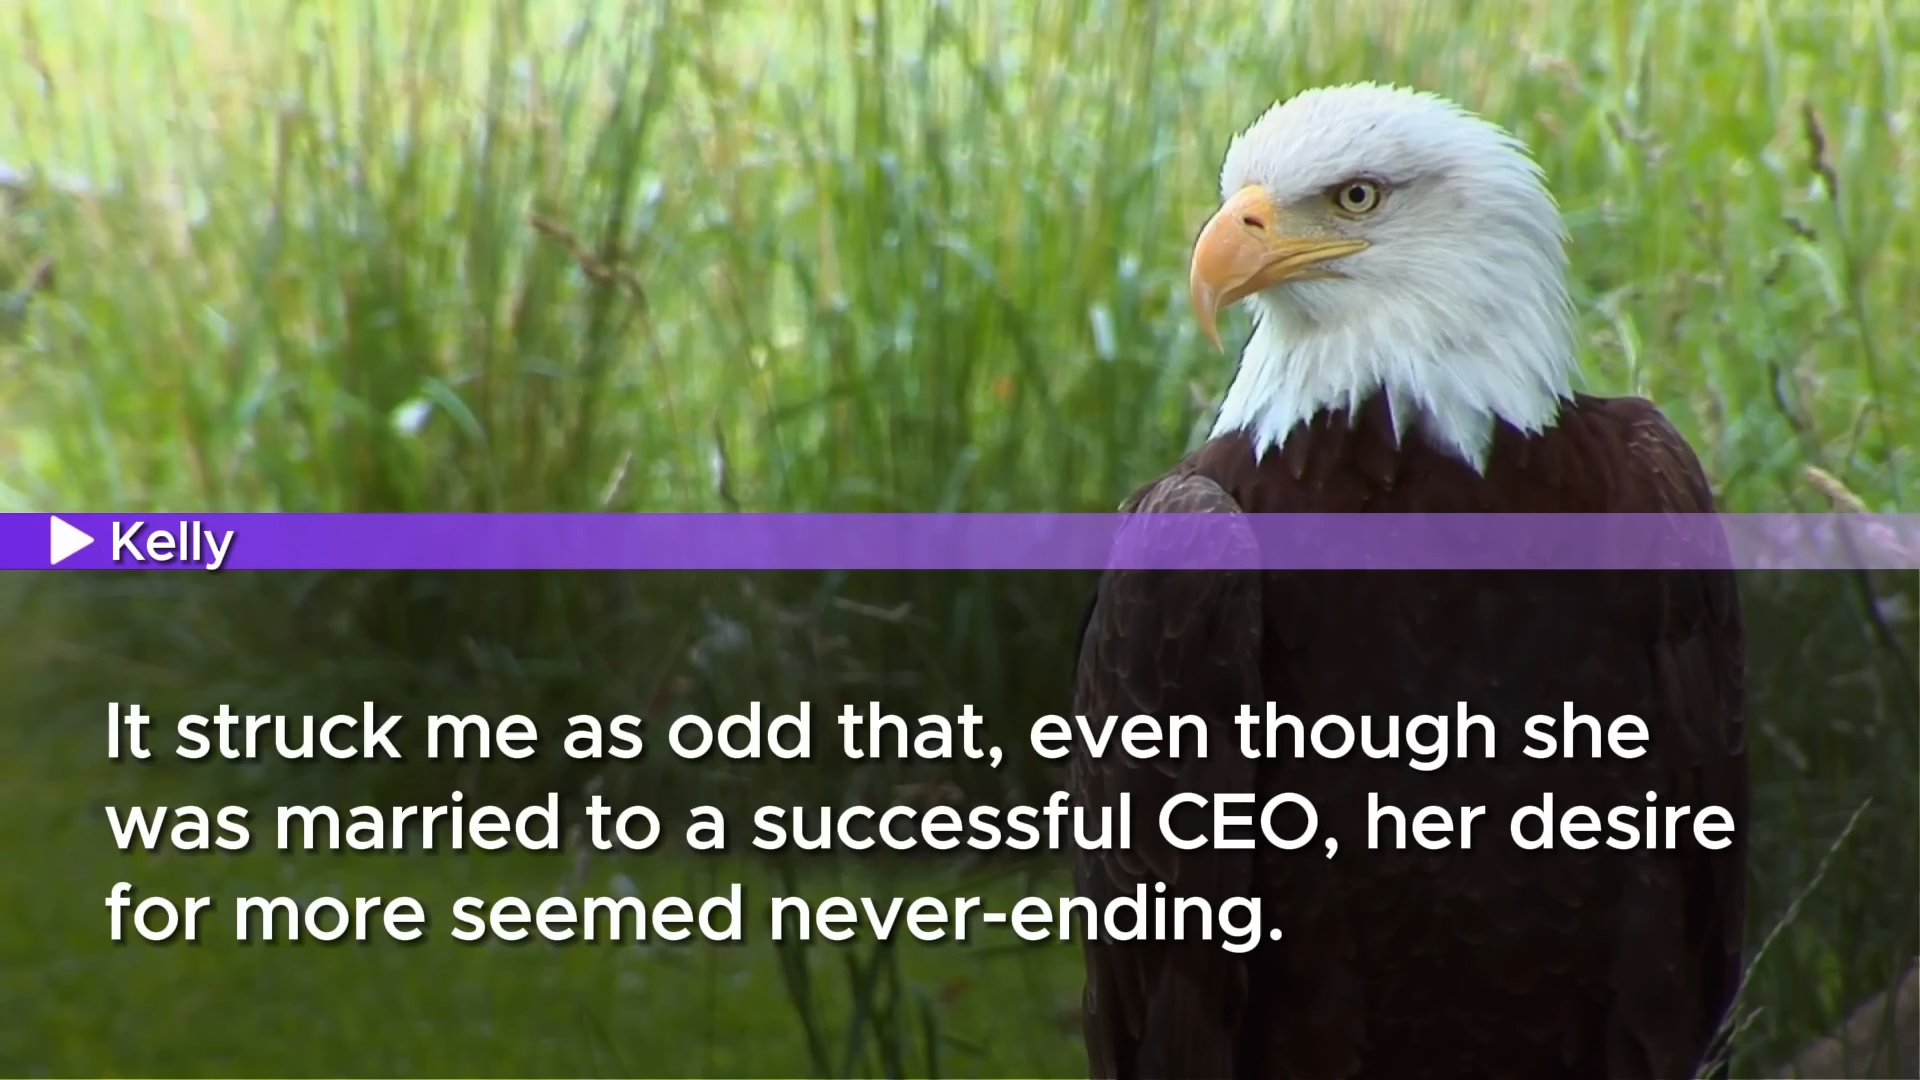 Kelly
It struck me as odd that, even though she
was married to a successful CEO, her desire
for more seemed never-ending.